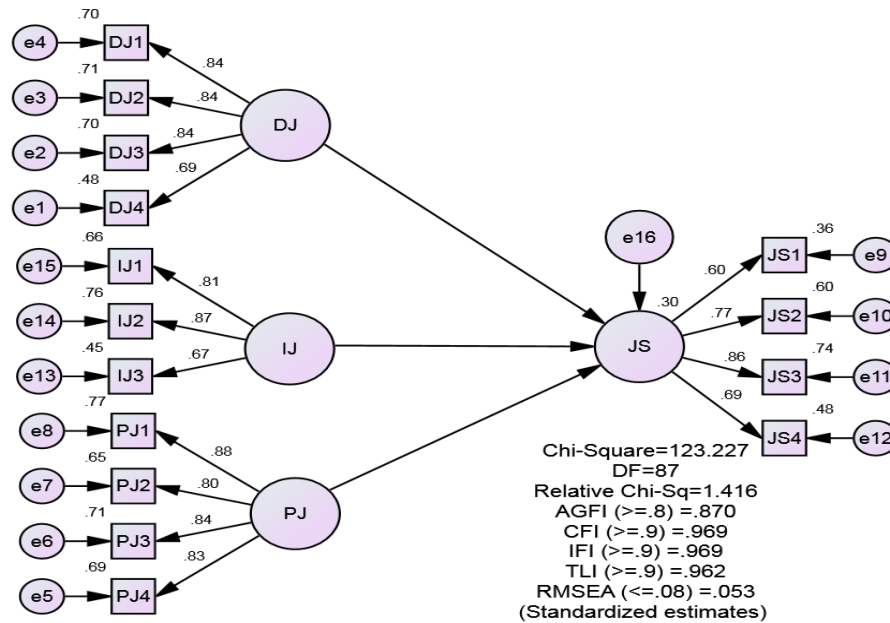 .70
e4 DJ1
.84
.71
e3 DJ2
.84
.70
e2 DJ3
.84
DJ
.48
e1 DJ4
.69
.66
e15 IJ1
.81
.76
e14 IJ2
.87
.45
e13 IJ3
.67
IJ
.77
e8 PJ1
.88
.65
e7 PJ2
.80
.71
e6 PJ3
.84
.69
e5 PJ4
.83
PJ
e16
.30
JS
.36
.60 JS1 e9
.60
.77 JS2 e10
.74
.86 JS3 e11
.48
.69 JS4 e12
Chi-Square=123.227
DF=87
Relative Chi-Sq=1.416
AGFI (>=.8) =.870
CFI (>=.9) =.969
IFI (>=.9) =.969
TLI (>=.9) =.962
RMSEA (<=.08) =.053
(Standardized estimates)